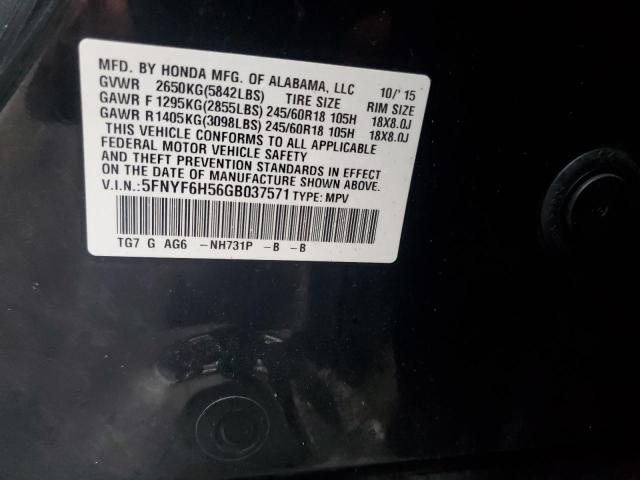 MFD. BY HONDA MFG. OF ALABAMA, LLC 10/'15
GVWR 2650KG(5842LBS) TIRE SIZE RIM SIZE
GAWR F 1295KG(2855LBS) 245/60R18 105H 18X8.0J
GAWR R1405KG(3098LBS) 245/60R18 105H 18X8.0J
THIS VEHICLE CONFORMS TO ALL APPLICABLE
FEDERAL MOTOR VEHICLE SAFETY
AND THEFT PREVENTION STANDARDS IN EFFECT
ON THE DATE OF MANUFACTURE SHOWN ABOVE.
V.I.N.:5FNYF6H56GB037571 TYPE: MPV
TG7 G AG6 -NH731P -B -B